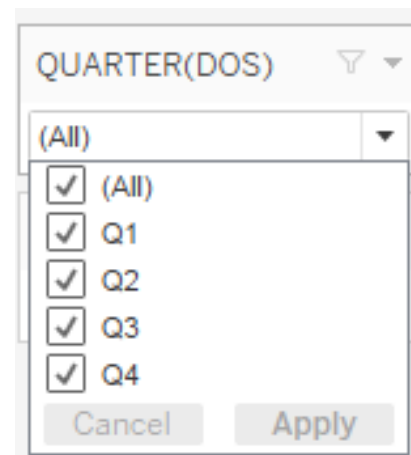 QUARTER(DOS)
(All)
(All)
Q1
Q2
Q3
Q4
Cancel Apply